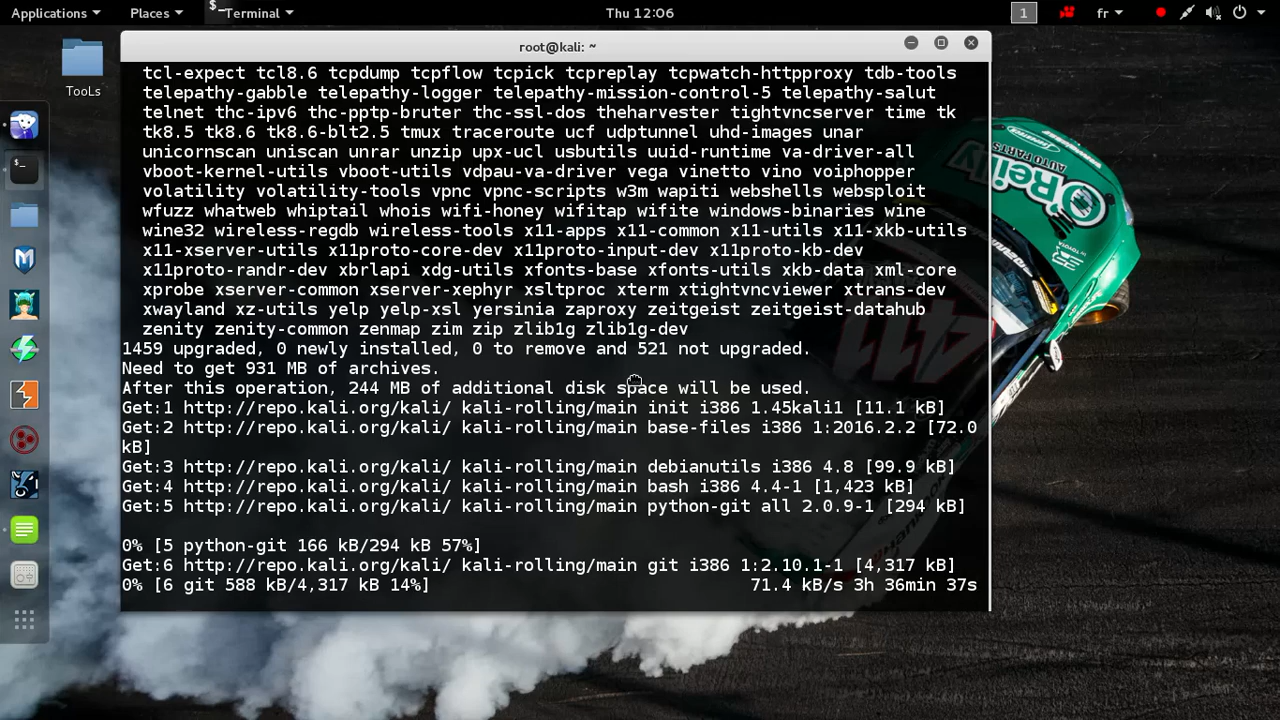 Applications
Places
Terminal
Thu 12:06
1
fr
root@kali: ~
TooLs
tcl-expect tcl8.6 tcpdump tcpflow tcpick tcpreplay tcpwatch-httpproxy tdb-tools
telepathy-gabble telepathy-logger telepathy-mission-control-5 telepathy-salut
telnet thc-ipv6 thc-pptp-bruter thc-ssl-dos theharvester tightvncserver time tk
tk8.5 tk8.6 tk8.6-blt2.5 tmux traceroute ucf udptunnel uhd-images unar
unicornscan uniscan unrar unzip upx-ucl usbutils uuid-runtime va-driver-all
vboot-kernel-utils vboot-utils vdpau-va-driver vega vinetto vino voiphopper
volatility volatility-tools vpnc vpnc-scripts w3m wapiti webshells websploit
wfuzz whatweb whiptail whois wifi-honey wifitap wifite windows-binaries wine
wine32 wireless-regdb wireless-tools x11-apps x11-common x11-utils x11-xkb-utils
x11-xserver-utils x11proto-core-dev x11proto-input-dev x11proto-kb-dev
x11proto-randr-dev xbrlapi xdg-utils xfonts-base xfonts-utils xkb-data xml-core
xprobe xserver-common xserver-xephyr xsltproc xterm xtightvncviewer xtrans-dev
xwayland xz-utils yelp yelp-xsl yersinia zaproxy zeitgeist zeitgeist-datahub
zenity zenity-common zenmap zim zip zlib1g zlib1g-dev
1459 upgraded, 0 newly installed, 0 to remove and 521 not upgraded.
Need to get 931 MB of archives.
After this operation, 244 MB of additional disk space will be used.
Get:1 http://repo.kali.org/kali/ kali-rolling/main init i386 1.45kali1 [11.1 kB]
Get:2 http://repo.kali.org/kali/ kali-rolling/main base-files i386 1:2016.2.2 [72.0
kB]
Get:3 http://repo.kali.org/kali/ kali-rolling/main debianutils i386 4.8 [99.9 kB]
Get:4 http://repo.kali.org/kali/ kali-rolling/main bash i386 4.4-1 [1,423 kB]
Get:5 http://repo.kali.org/kali/ kali-rolling/main python-git all 2.0.9-1 [294 kB]
0% [5 python-git 166 kB/294 kB 57%]
Get:6 http://repo.kali.org/kali/ kali-rolling/main git i386 1:2.10.1-1 [4,317 kB]
0% [6 git 588 kB/4,317 kB 14%] 71.4 kB/s 3h 36min 37s
O'Reilly
AUTO PARTS
411